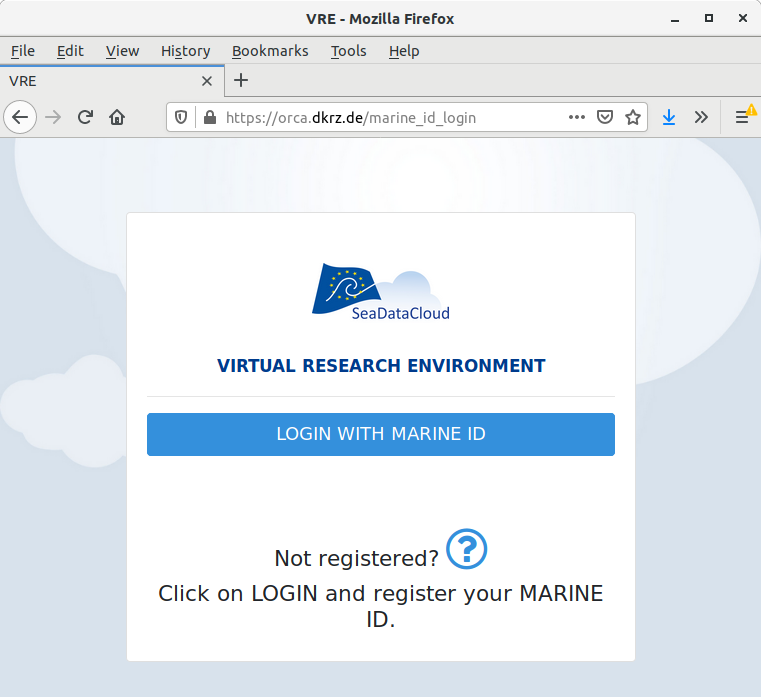 VRE - Mozilla Firefox
File Edit View History Bookmarks Tools Help
VRE
https://orca.dkrz.de/marine_id_login
SeaDataCloud
VIRTUAL RESEARCH ENVIRONMENT
LOGIN WITH MARINE ID
Not registered? ?
Click on LOGIN and register your MARINE
ID.